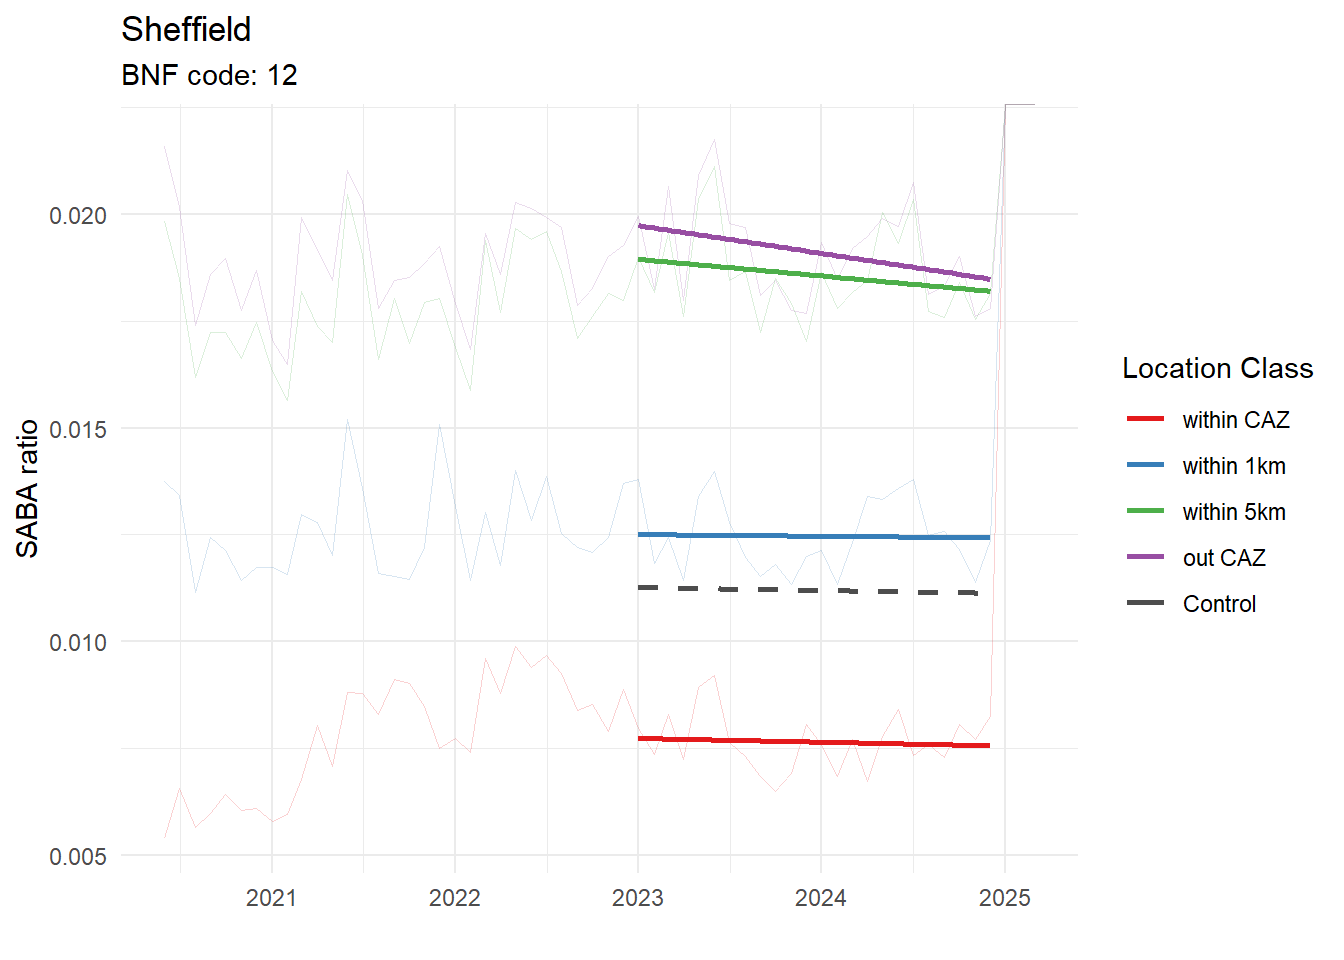 Sheffield
BNF code: 12
SABA ratio
0.020
0.015
0.010
0.005
2021 2022 2023 2024 2025
Location Class
within CAZ
within 1km
within 5km
out CAZ
Control